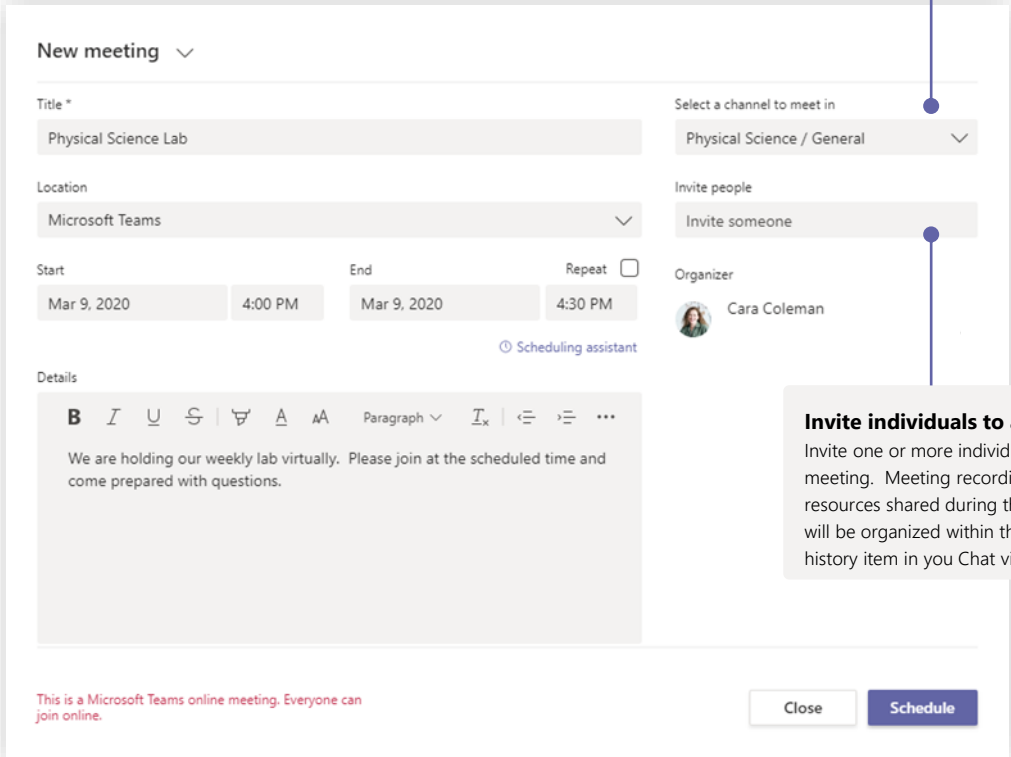 New meeting
Title *
Select a channel to meet in
Physical Science Lab
Physical Science / General
Location
Invite people
Microsoft Teams
Invite someone
Start
End
Repeat
Organizer
Mar 9, 2020
4:00 PM
Mar 9, 2020
4:30 PM
Cara Coleman
Scheduling assistant
Details
B I U S A AA Paragraph Tx
We are holding our weekly lab virtually. Please join at the scheduled time and
come prepared with questions.
Invite individuals to
Invite one or more
meeting. Meeting
resources shared during
will be organized within
history item in you Chat
This is a Microsoft Teams online meeting. Everyone can
join online.
Close
Schedule